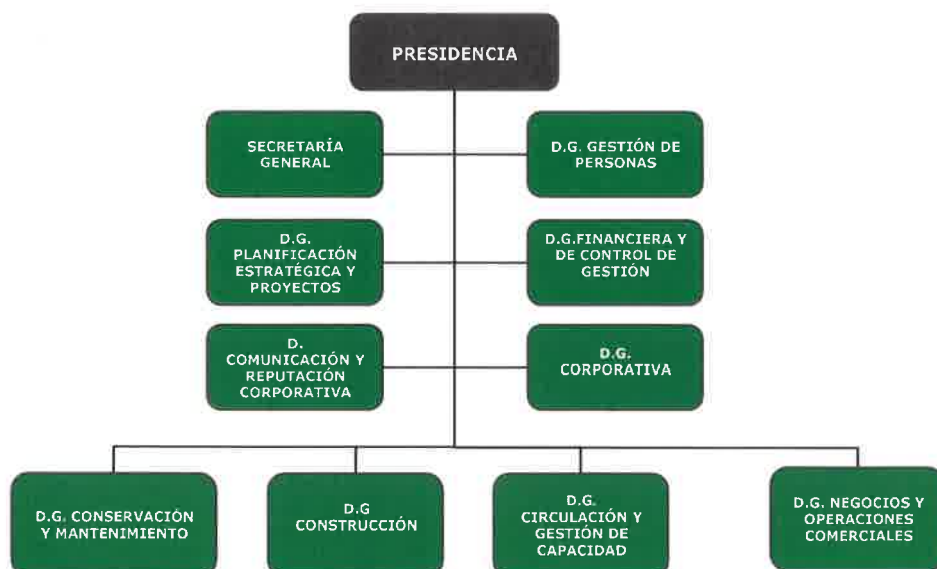 PRESIDENCIA
SECRETARÍA
GENERAL
D.G. GESTIÓN DE
PERSONAS
D.G.
PLANIFICACIÓN
ESTRATÉGICA Y
PROYECTOS
D.G.FINANCIERA Y
DE CONTROL DE
GESTIÓN
D.
COMUNICACIÓN Y
REPUTACIÓN
CORPORATIVA
D.G.
CORPORATIVA
D.G. CONSERVACIÓN
Y MANTENIMIENTO
D.G
CONSTRUCCIÓN
D.G.
CIRCULACIÓN Y
GESTIÓN DE
CAPACIDAD
D.G. NEGOCIOS Y
OPERACIONES
COMERCIALES